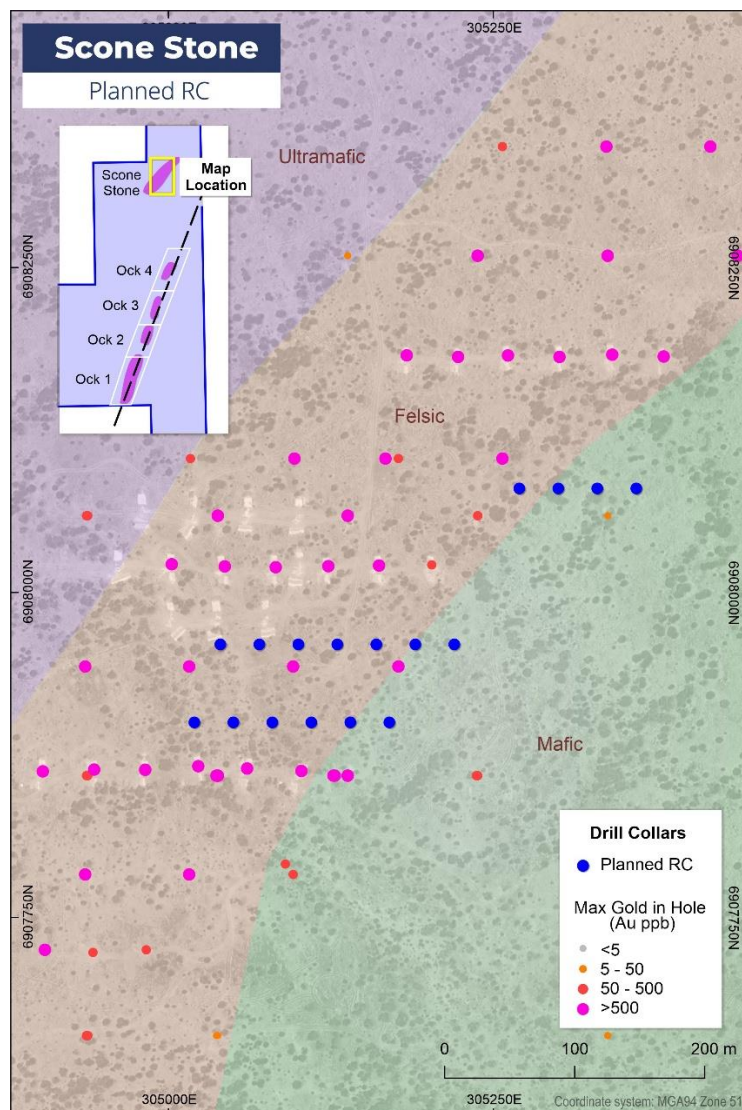 305000E
305250E
Scone Stone
Planned RC
Scone
Stone
Map
Location
Ock 4
Ock 3
Ock 2
Ock 1
Ultramafic
6908250N
6908250N
Felsic
6908000N
6908000N
Mafic
Drill Collars
Planned RC
Max Gold in Hole
(Au ppb)
<5
5 - 50
50 - 500
>500
6907750N
6907750N
0 100 200 m
305000E
305250E
Coordinate system: MGA94 Zone 51